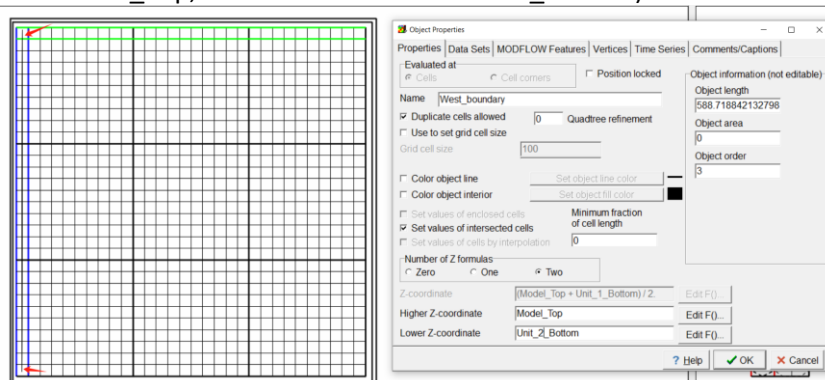 Object Properties
Properties Data Sets MODFLOW Features Vertices Time Series Comments/Captions
Evaluated at
Cells Cell corners
Position locked
Object information (not editable)
Name West_boundary
Object length
588.718842132798
Duplicate cells allowed 0 Quadtree refinement
Object area
0
Use to set grid cell size
Grid cell size 100
Object order
3
Color object line Set object line color
Color object interior Set object fill color
Set values of enclosed cells
Set values of intersected cells
Set values of cells by interpolation
Minimum fraction
of cell length
0
Number of Z formulas
Zero One Two
Z-coordinate (Model_Top + Unit_1_Bottom) / 2. Edit F()...
Higher Z-coordinate Model_Top Edit F()...
Lower Z-coordinate Unit_2_Bottom Edit F()...
? Help OK Cancel